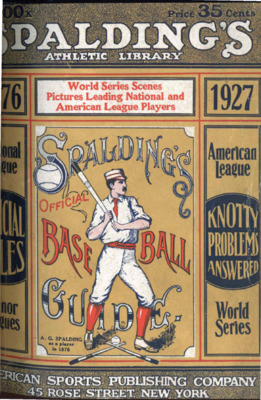 00x
Price 35 Cents
SPALDING'S
ATHLETIC LIBRARY
World Series Scenes
Pictures Leading National and
American League Players
76
1927
onal
gue
CIAL
LES
nor
gues
SPALDING'S
OFFICIAL
BASE BALL
GUIDE.
A. G. SPALDING
as a player
in 1876
American
League
KNOTTY
PROBLEMS
ANSWERED
World
Series
ERICAN SPORTS PUBLISHING COMPANY
45 ROSE STREET, NEW YORK